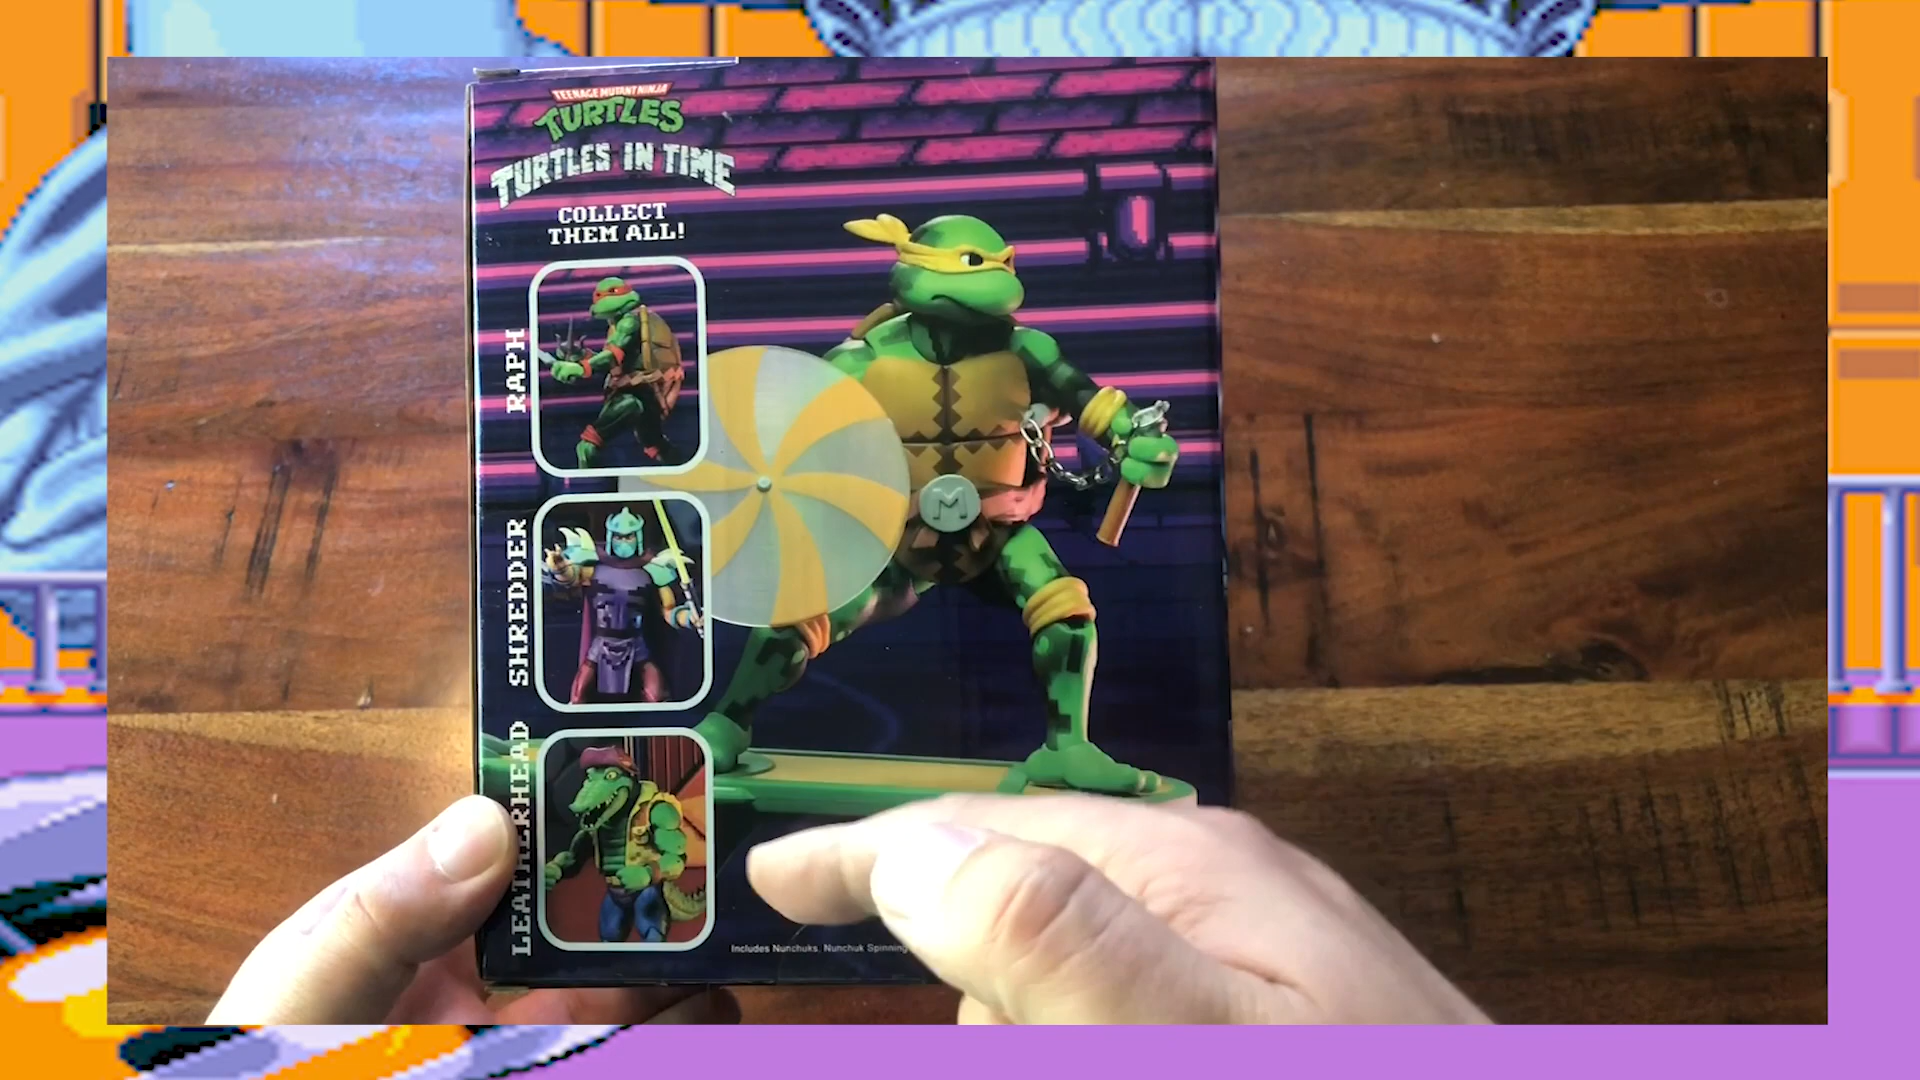 TEENAGE MUTANT NINJA
TURTLES
TURTLES IN TIME
COLLECT
THEM ALL!
RAPH
SHREDDER
LEATHERHEAD
M
Includes Nunchuks, Nunchuk Spinning